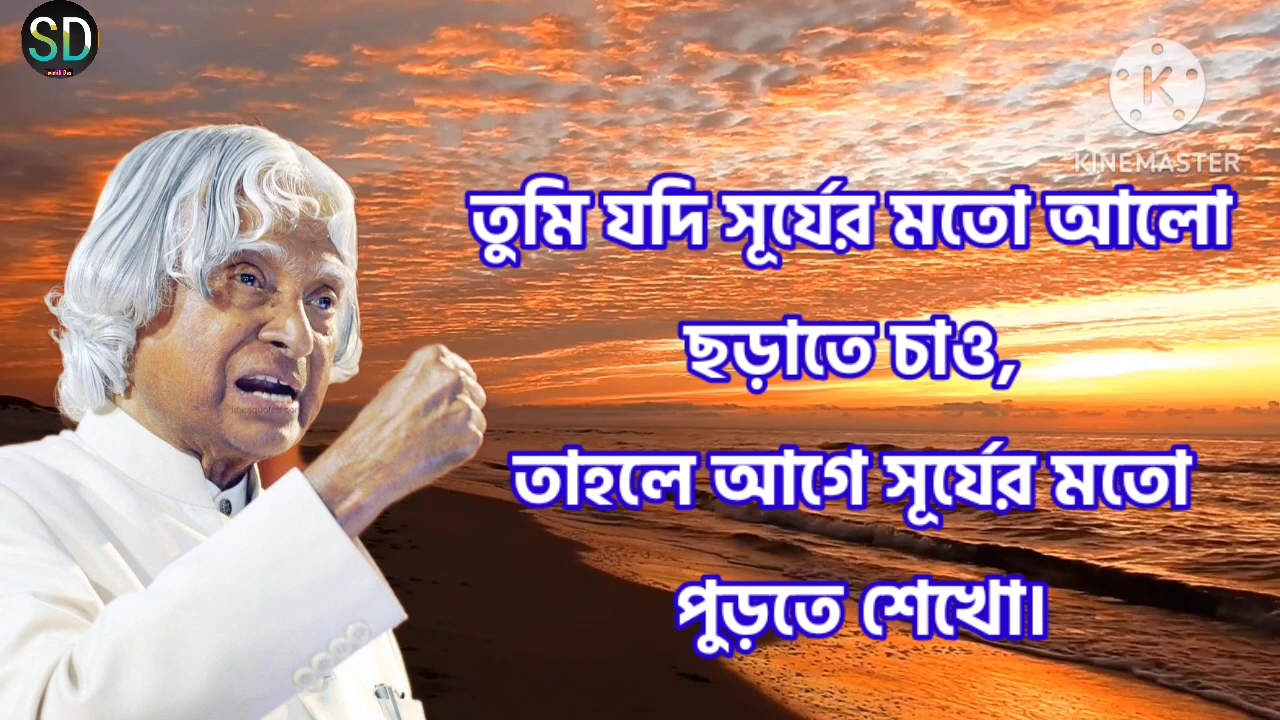 SD
KINEMASTER
তুমি যদি সূর্যের মতো আলো
ছড়াতে চাও,
তাহলে আগে সূর্যের মতো
পুড়তে শেখো।